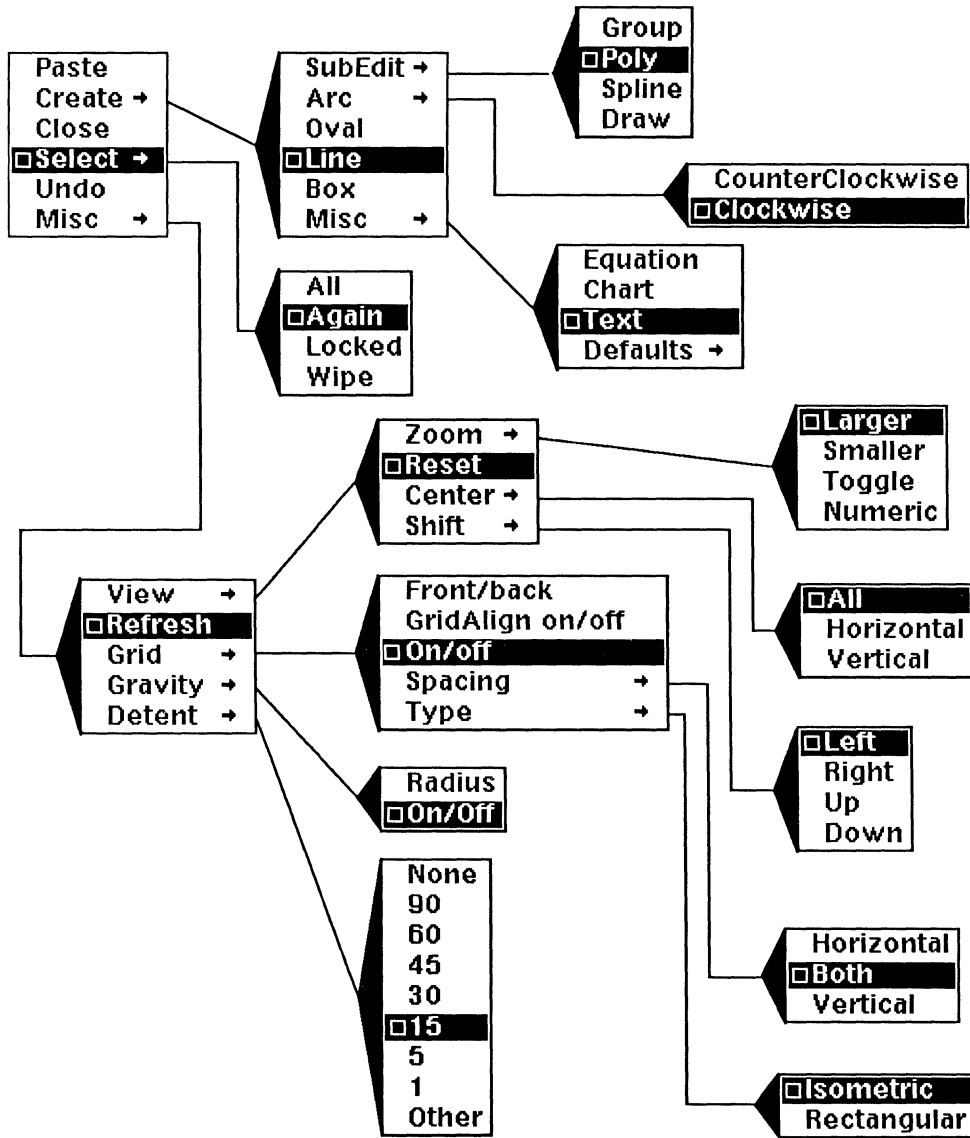 Paste
Create →
Close
Select →
Undo
Misc →
SubEdit →
Arc →
Oval
Line
Box
Misc →
Group
Poly
Spline
Draw
CounterClockwise
Clockwise
Equation
Chart
Text
Defaults →
All
Again
Locked
Wipe
View →
Refresh
Grid →
Gravity →
Detent →
Zoom →
Reset
Center →
Shift →
Larger
Smaller
Toggle
Numeric
All
Horizontal
Vertical
Left
Right
Up
Down
Front/back
GridAlign on/off
On/off
Spacing →
Type →
Horizontal
Both
Vertical
Isometric
Rectangular
Radius
On/Off
None
90
60
45
30
15
5
1
Other